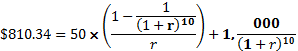 $810.34 = 50 × ( (1 − 1/(1 + r)^10) / r ) + 1, 000/(1 + r)^10